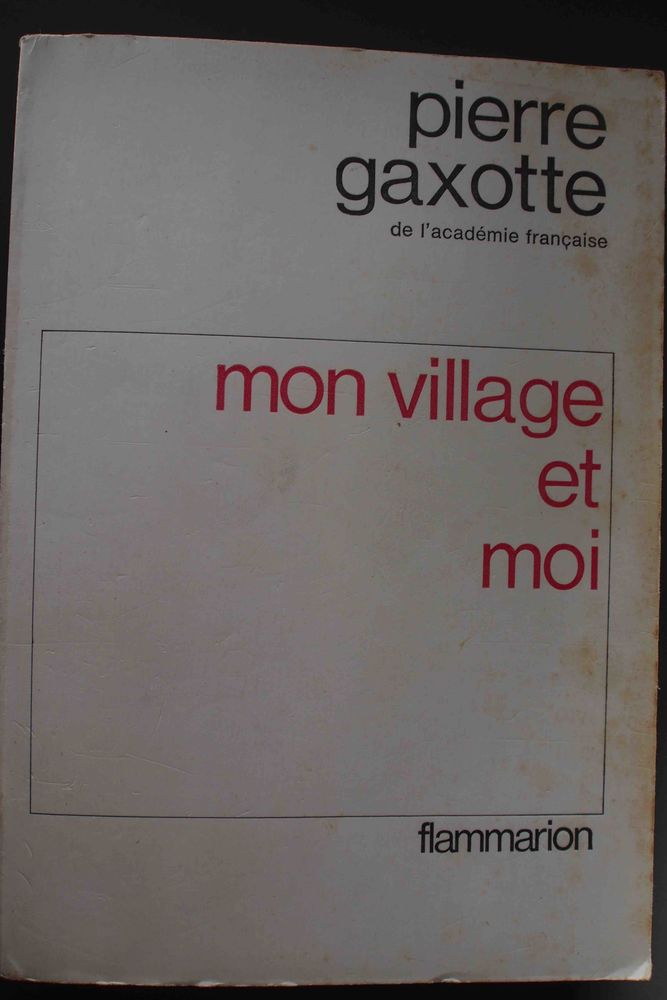 pierre
gaxotte
de l'académie française
mon village
et
moi
flammarion